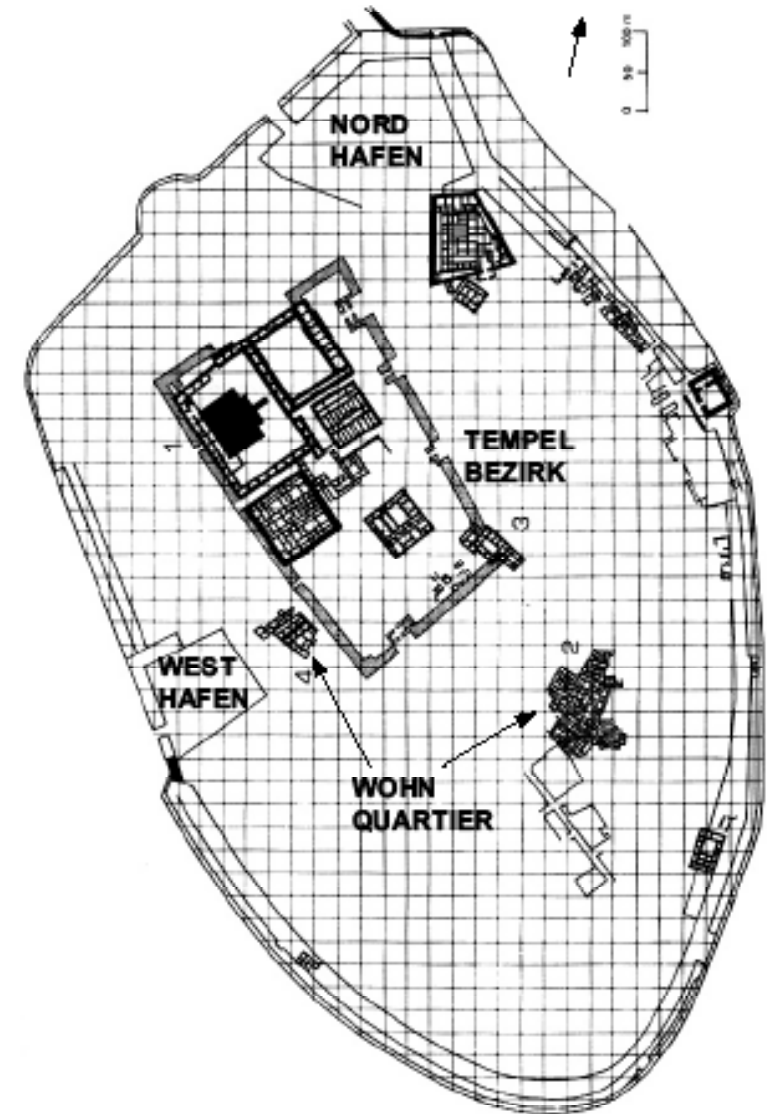 0 50 100 m
NORD
HAFEN
1
TEMPEL
BEZIRK
3
WEST
HAFEN
4
2
WOHN
QUARTIER